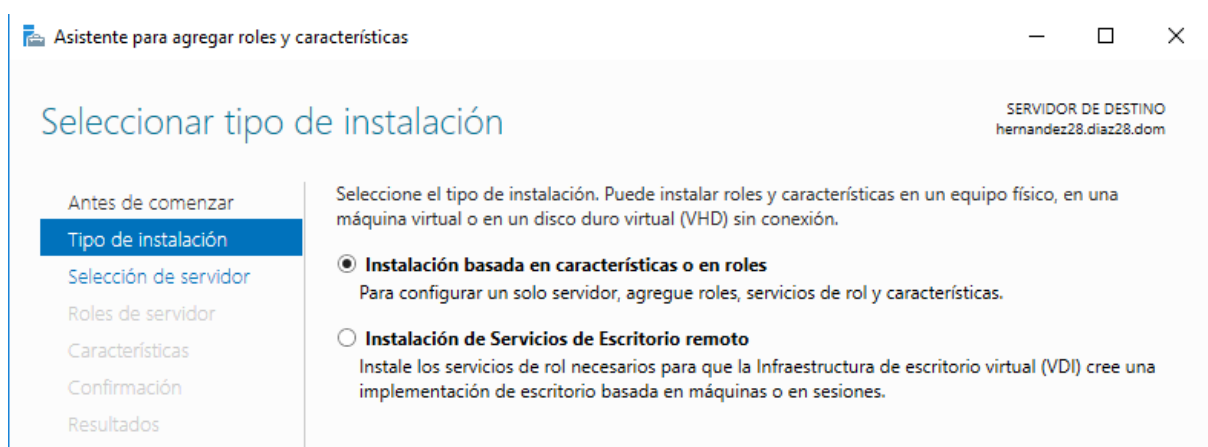 Asistente para agregar roles y características
Seleccionar tipo de instalación
SERVIDOR DE DESTINO
hernandez28.diaz28.dom
Antes de comenzar
Tipo de instalación
Selección de servidor
Roles de servidor
Características
Confirmación
Resultados
Seleccione el tipo de instalación. Puede instalar roles y características en un equipo físico, en una
máquina virtual o en un disco duro virtual (VHD) sin conexión.
Instalación basada en características o en roles
Para configurar un solo servidor, agregue roles, servicios de rol y características.
Instalación de Servicios de Escritorio remoto
Instale los servicios de rol necesarios para que la Infraestructura de escritorio virtual (VDI) cree una
implementación de escritorio basada en máquinas o en sesiones.